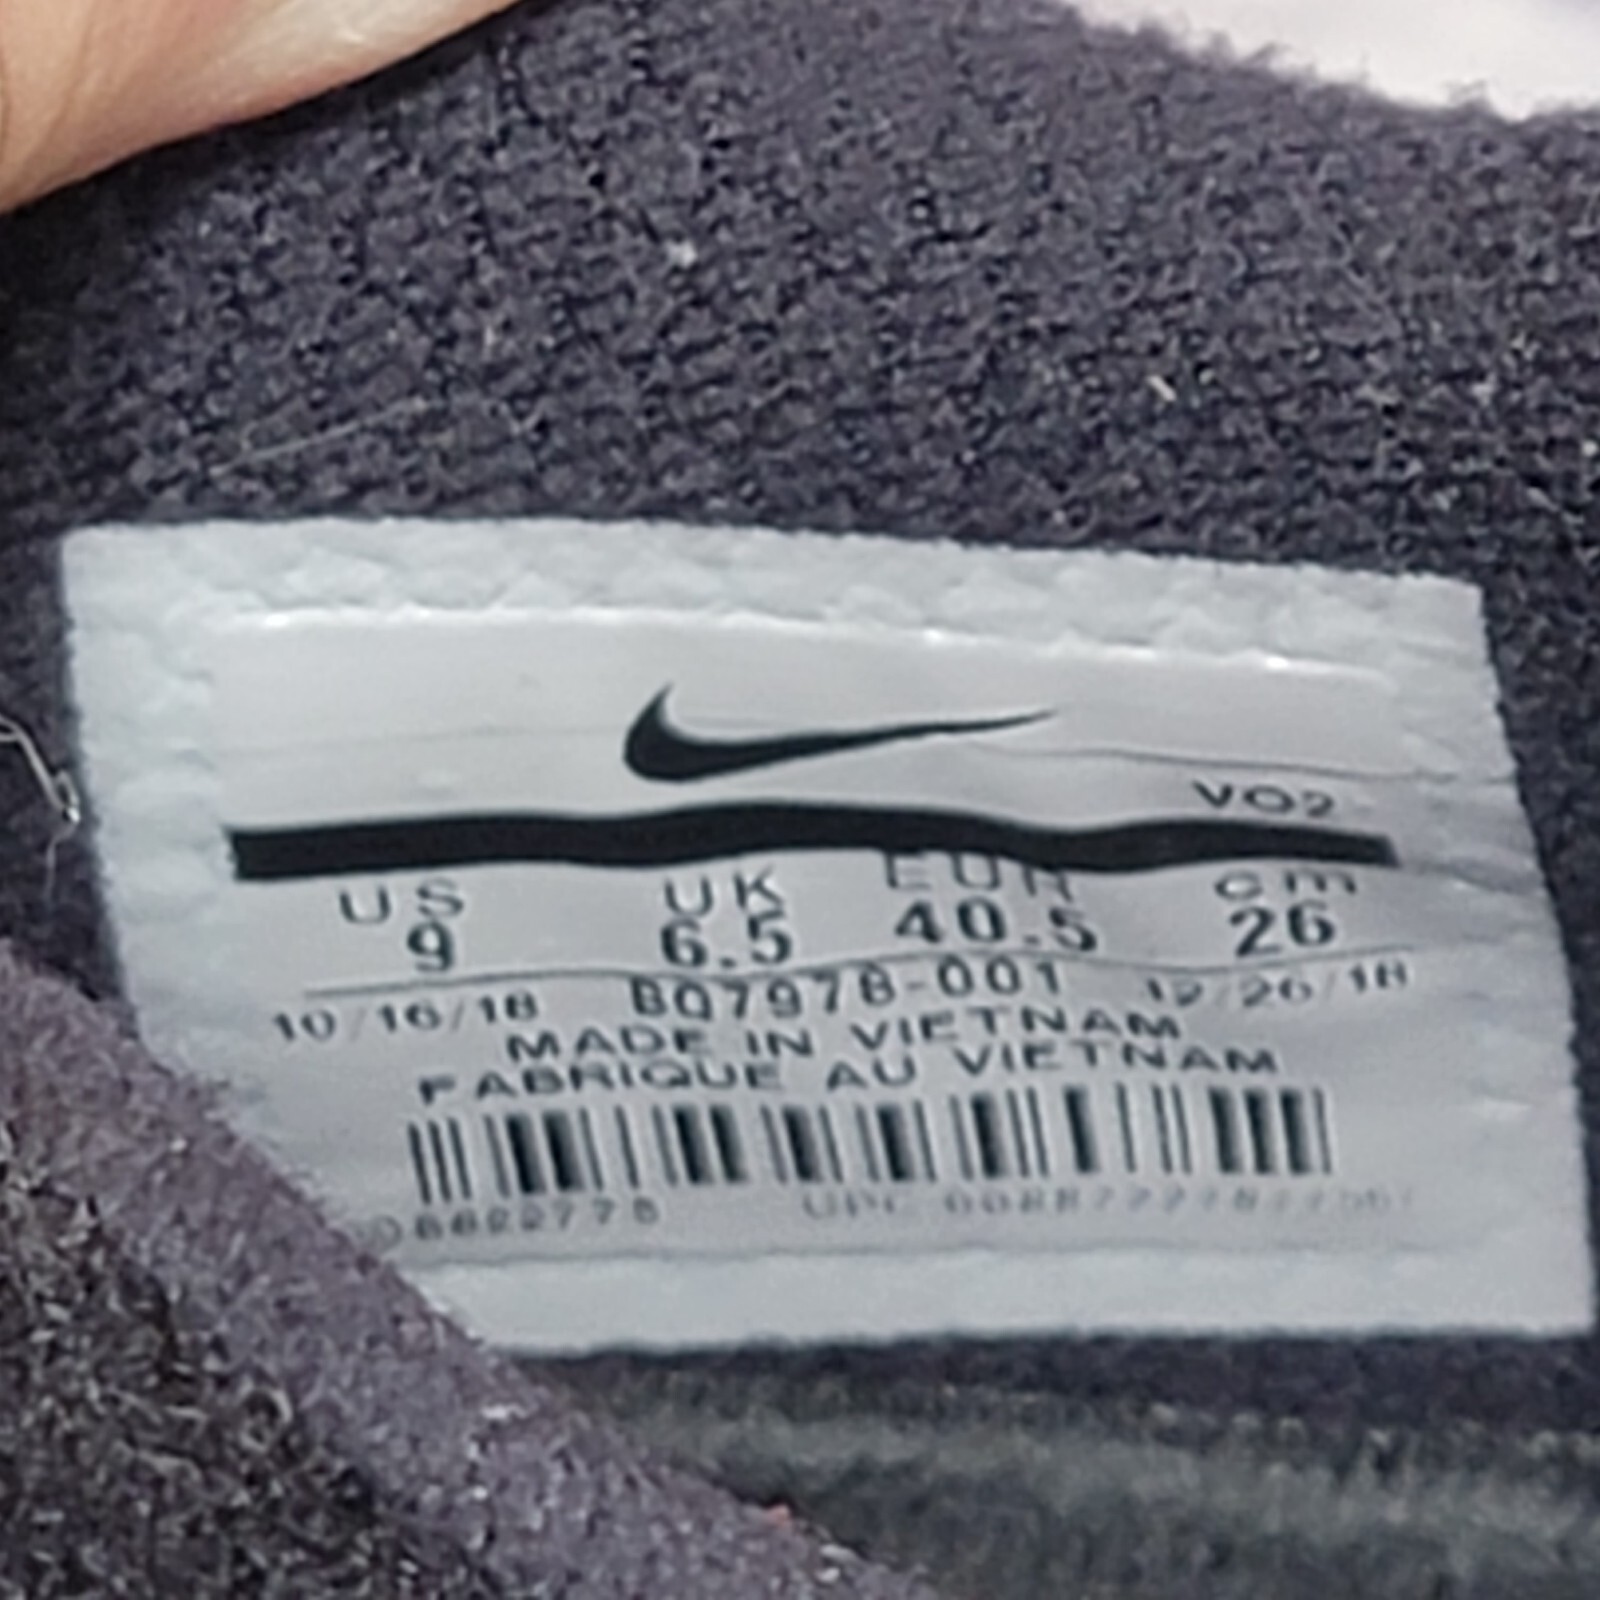 VO2
US UK EUR cm
9 6.5 40.5 26
10/16/18 BQ7978-001 12/26/18
MADE IN VIETNAM
FABRIQUE AU VIETNAM
UPC